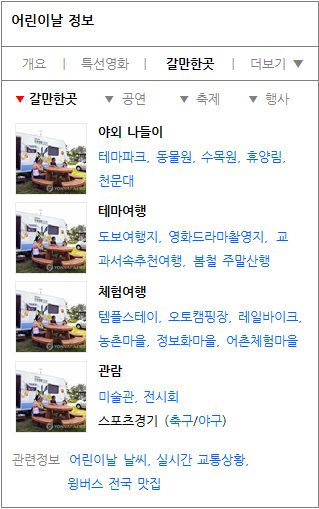 어린이날 정보
개요 | 특선영화 | 갈만한곳 | 더보기 ▼
▼ 갈만한곳 ▼ 공연 ▼ 축제 ▼ 행사
야외 나들이
테마파크, 동물원, 수목원, 휴양림,
천문대
테마여행
도보여행지, 영화드라마촬영지, 교
과서속추천여행, 봄철 주말산행
체험여행
템플스테이, 오토캠핑장, 레일바이크,
농촌마을, 정보화마을, 어촌체험마을
관람
미술관, 전시회
스포츠경기 (축구/야구)
관련정보 어린이날 날씨, 실시간 교통상황,
윙버스 전국 맛집